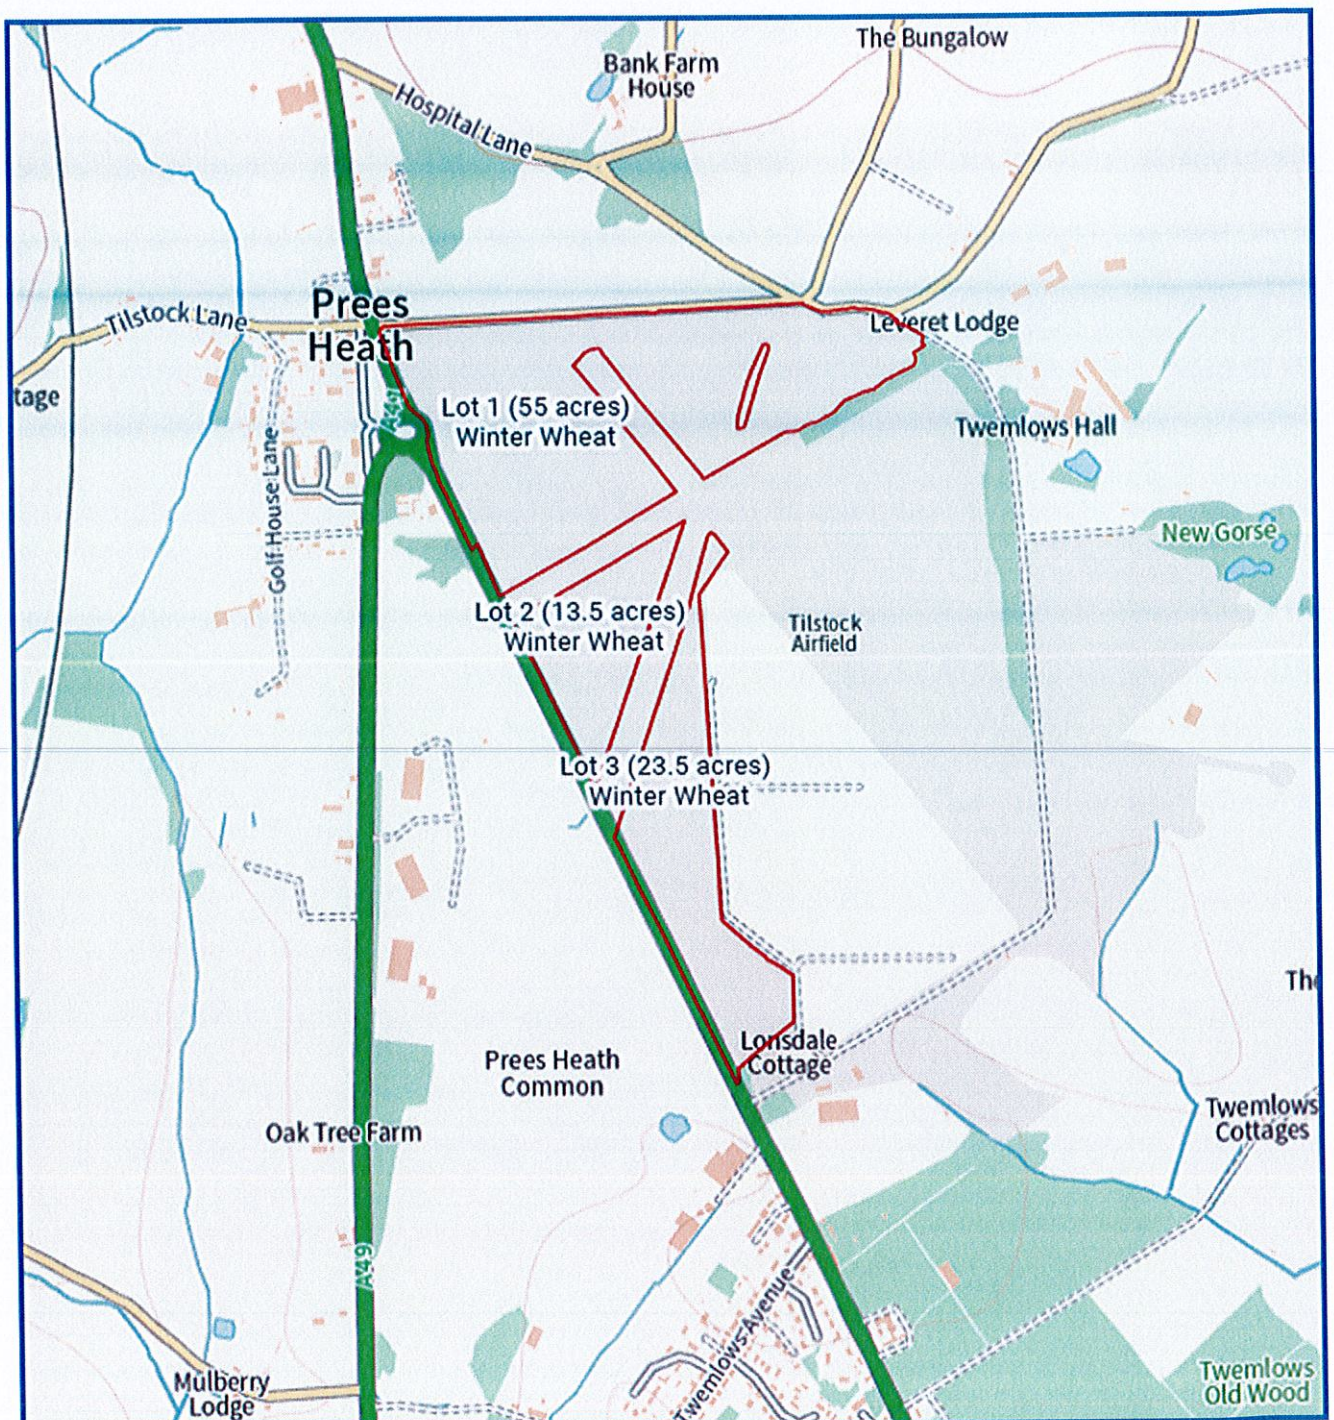 The Bungalow
Bank Farm
House
Hospital Lane
Prees
Heath
Tilstock Lane
Leveret Lodge
tage
A41
Lot 1 (55 acres)
Winter Wheat
Twemlows Hall
Golf House Lane
New Gorse
Lot 2 (13.5 acres)
Winter Wheat
Tilstock
Airfield
Lot 3 (23.5 acres)
Winter Wheat
The
Lonsdale
Cottage
Prees Heath
Common
Oak Tree Farm
Twemlows
Cottages
A49
Twemlows Avenue
Mulberry
Lodge
Twemlows
Old Wood